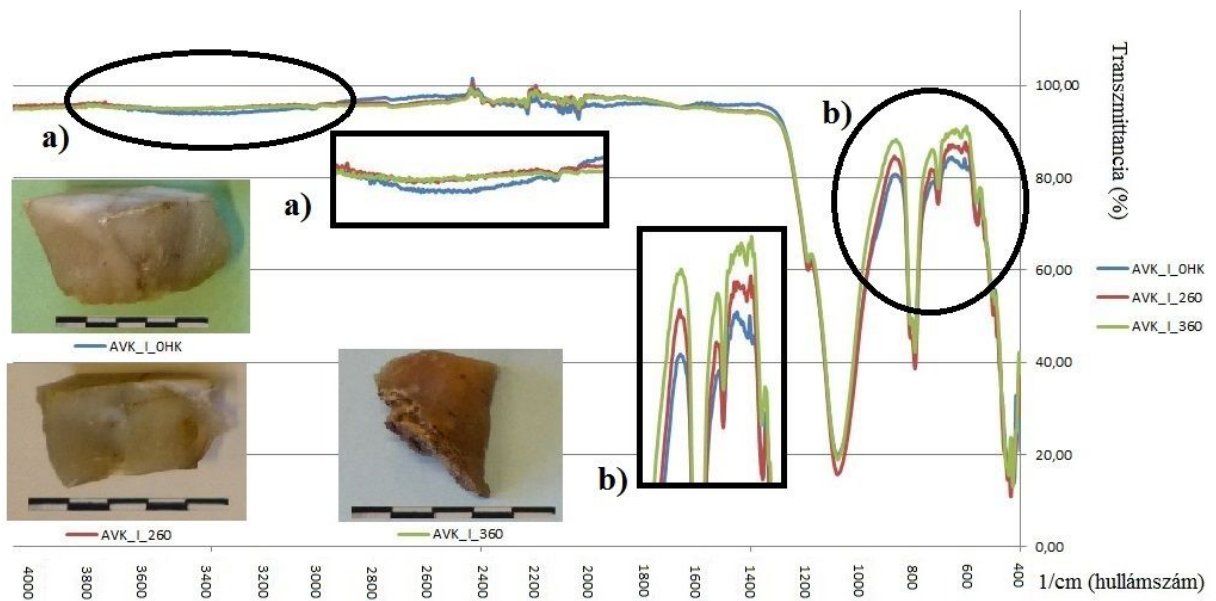 100,00
80,00
60,00
40,00
20,00
0,00
Transzmittancia (%)
a)
a)
b)
b)
AVK_I_0HK
AVK_I_260
AVK_I_360
AVK_I_0HK
AVK_I_260
AVK_I_360
4000 3800 3600 3400 3200 3000 2800 2600 2400 2200 2000 1800 1600 1400 1200 1000 800 600 400
1/cm (hullámszám)